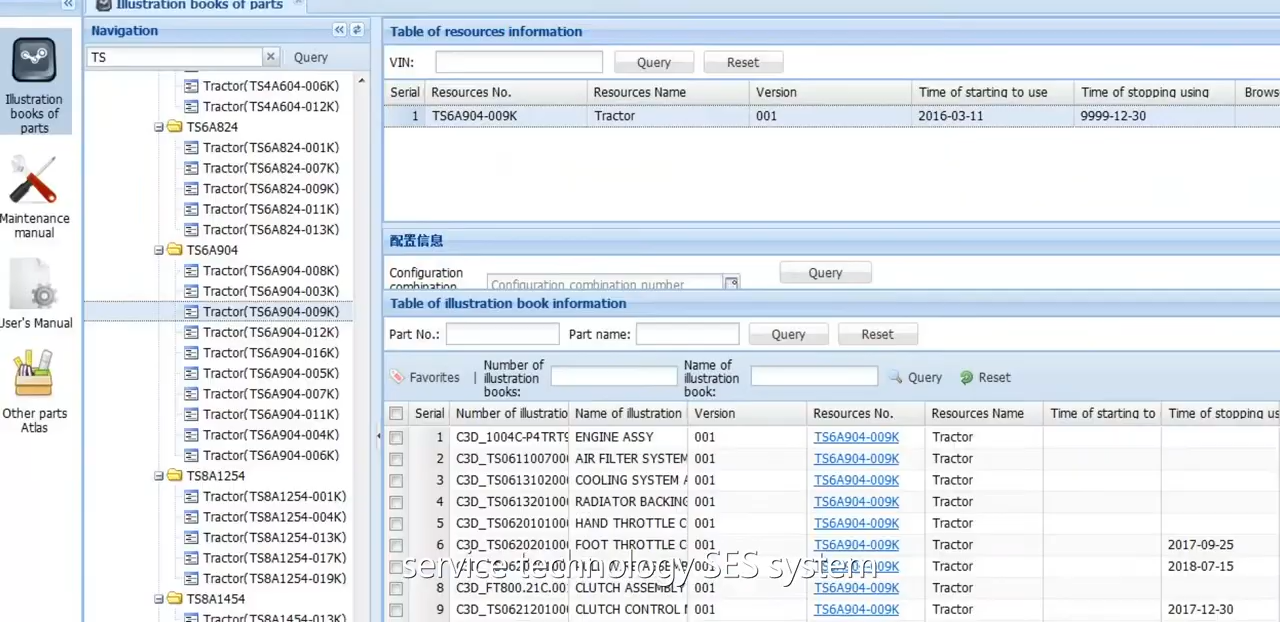 Illustration books of parts
Illustration
books of
parts
Maintenance
manual
User's Manual
Other parts
Atlas
Navigation
TS
Query
Tractor(TS4A604-006K)
Tractor(TS4A604-012K)
TS6A824
Tractor(TS6A824-001K)
Tractor(TS6A824-007K)
Tractor(TS6A824-009K)
Tractor(TS6A824-011K)
Tractor(TS6A824-013K)
TS6A904
Tractor(TS6A904-008K)
Tractor(TS6A904-003K)
Tractor(TS6A904-009K)
Tractor(TS6A904-012K)
Tractor(TS6A904-016K)
Tractor(TS6A904-005K)
Tractor(TS6A904-007K)
Tractor(TS6A904-011K)
Tractor(TS6A904-004K)
Tractor(TS6A904-006K)
TS8A1254
Tractor(TS8A1254-001K)
Tractor(TS8A1254-004K)
Tractor(TS8A1254-013K)
Tractor(TS8A1254-017K)
Tractor(TS8A1254-019K)
TS8A1454
Tractor(TS8A1454-013K)
Table of resources information
VIN: Query Reset
Serial Resources No. Resources Name Version Time of starting to use Time of stopping using Brows
1 TS6A904-009K Tractor 001 2016-03-11 9999-12-30
配置信息
Configuration
combination Configuration combination number Query
Table of illustration book information
Part No.: Part name: Query Reset
Favorites | Number of illustration books: Name of illustration book: Query Reset
Serial Number of illustratio Name of illustration Version Resources No. Resources Name Time of starting to Time of stopping u
1 C3D_1004C-P4TRT9 ENGINE ASSY 001 TS6A904-009K Tractor
2 C3D_TS06110070 AIR FILTER SYSTEM 001 TS6A904-009K Tractor
3 C3D_TS0613102000 COOLING SYSTEM A 001 TS6A904-009K Tractor
4 C3D_TS0613201000 RADIATOR BACKING 001 TS6A904-009K Tractor
5 C3D_TS0620101000 HAND THROTTLE C 001 TS6A904-009K Tractor
6 C3D_TS0620201000 FOOT THROTTLE C 001 TS6A904-009K Tractor 2017-09-25
001 TS6A904-009K Tractor 2018-07-15
service technology SES system
8 C3D_FT800.21C.00 CLUTCH ASSEMBLY 001 TS6A904-009K Tractor
9 C3D_TS0621201000 CLUTCH CONTROL 001 TS6A904-009K Tractor 2017-12-30